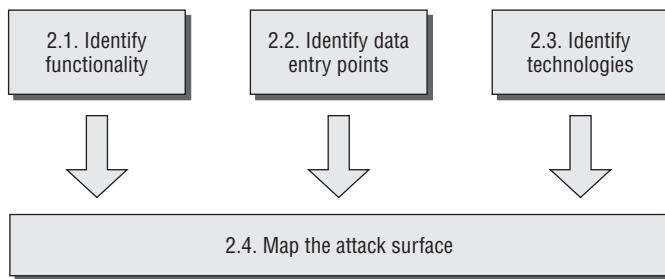 2.1. Identify
functionality
2.2. Identify data
entry points
2.3. Identify
technologies
2.4. Map the attack surface